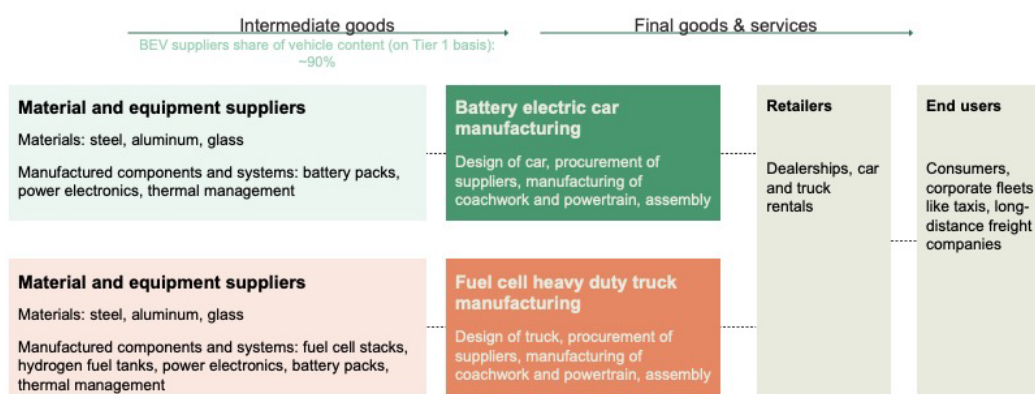 Intermediate goods
Final goods & services
BEV suppliers share of vehicle content (on Tier 1 basis):
~90%
Material and equipment suppliers
Materials: steel, aluminum, glass
Manufactured components and systems: battery packs,
power electronics, thermal management
Battery electric car
manufacturing
Design of car, procurement of
suppliers, manufacturing of
coachwork and powertrain, assembly
Retailers
Dealerships, car
and truck
rentals
End users
Consumers,
corporate fleets
like taxis, long-
distance freight
companies
Material and equipment suppliers
Materials: steel, aluminum, glass
Manufactured components and systems: fuel cell stacks,
hydrogen fuel tanks, power electronics, battery packs,
thermal management
Fuel cell heavy duty truck
manufacturing
Design of truck, procurement of
suppliers, manufacturing of
coachwork and powertrain, assembly